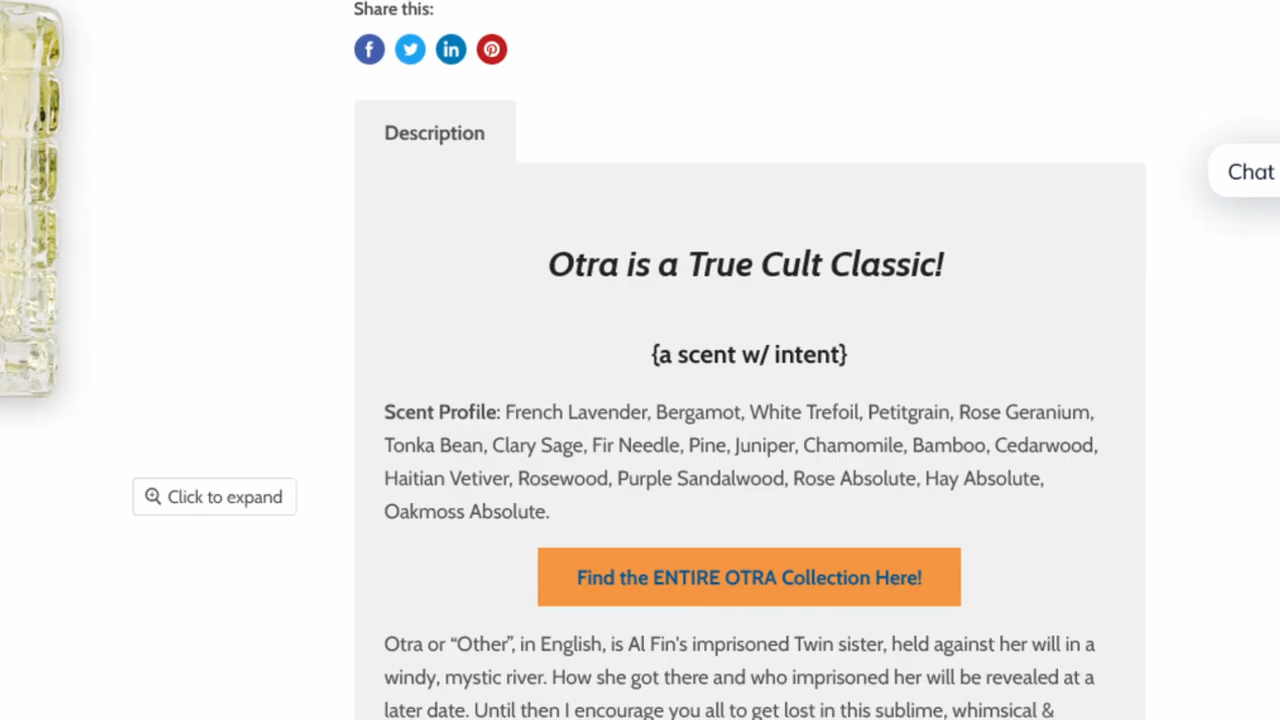 Share this:
Description
Chat
Otra is a True Cult Classic!
{a scent w/ intent}
Scent Profile: French Lavender, Bergamot, White Trefoil, Petitgrain, Rose Geranium,
Tonka Bean, Clary Sage, Fir Needle, Pine, Juniper, Chamomile, Bamboo, Cedarwood,
Haitian Vetiver, Rosewood, Purple Sandalwood, Rose Absolute, Hay Absolute,
Oakmoss Absolute.
Click to expand
Find the ENTIRE OTRA Collection Here!
Otra or “Other”, in English, is Al Fin's imprisoned Twin sister, held against her will in a
windy, mystic river. How she got there and who imprisoned her will be revealed at a
later date. Until then I encourage you all to get lost in this sublime, whimsical &